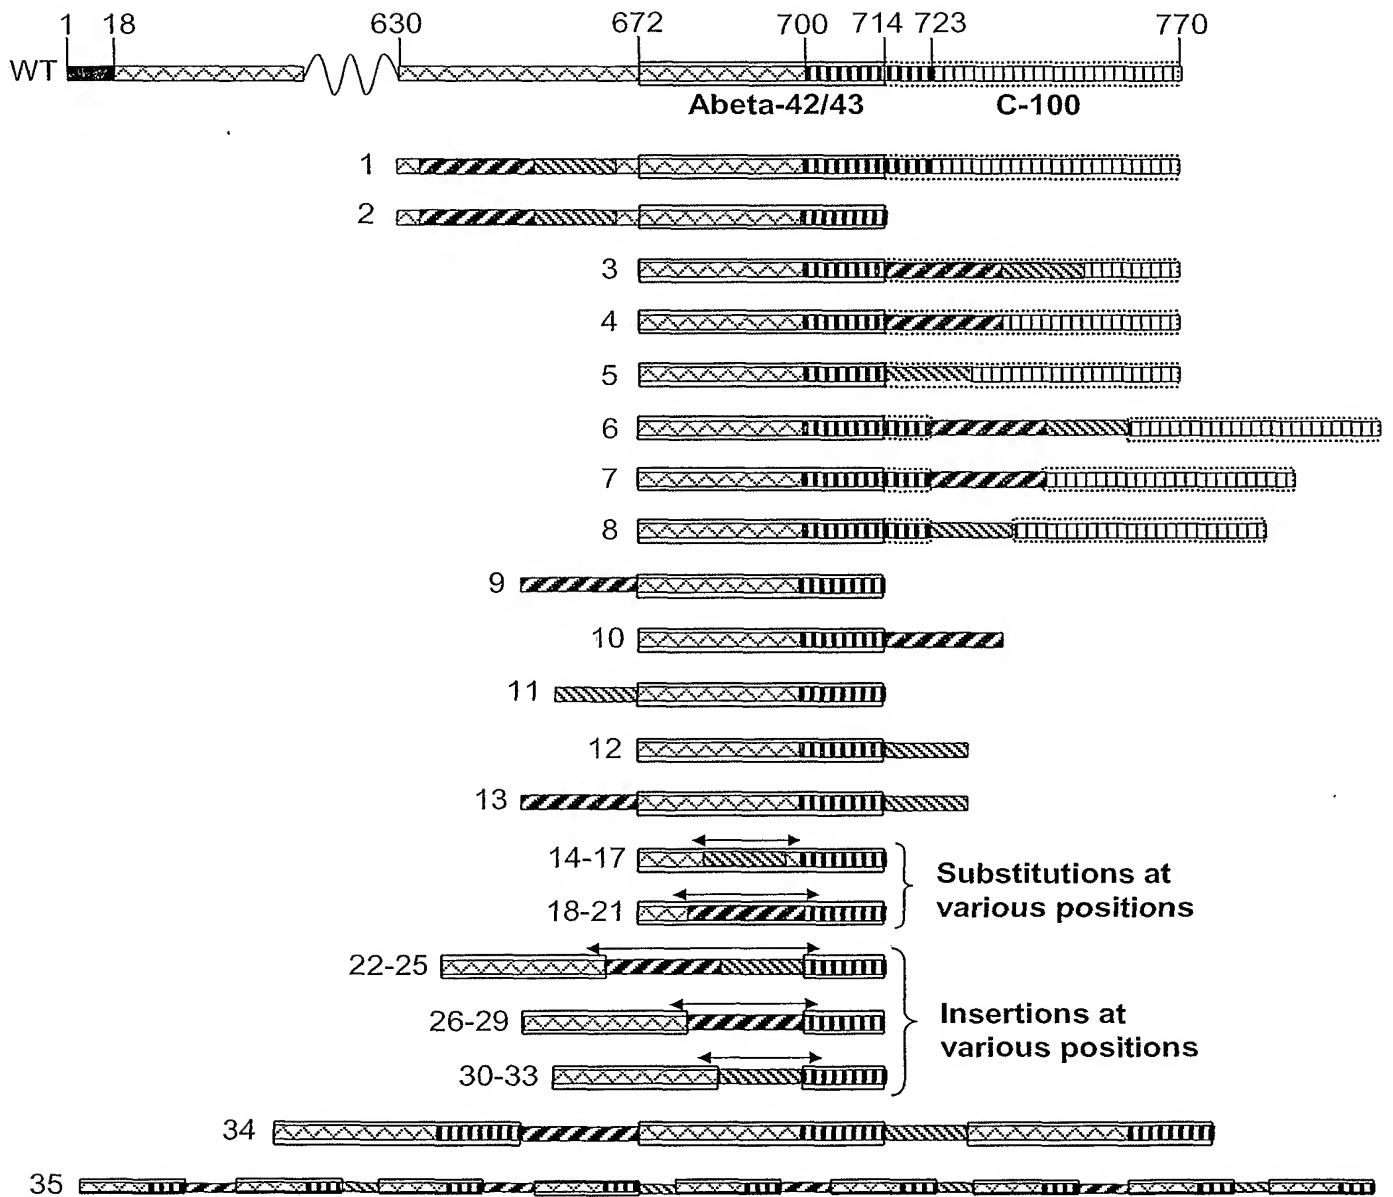 1 18 630 672 700 714 723 770
WT
Abeta-42/43 C-100
1
2
3
4
5
6
7
8
9
10
11
12
13
14-17
18-21
Substitutions at
various positions
22-25
26-29
30-33
Insertions at
various positions
34
35